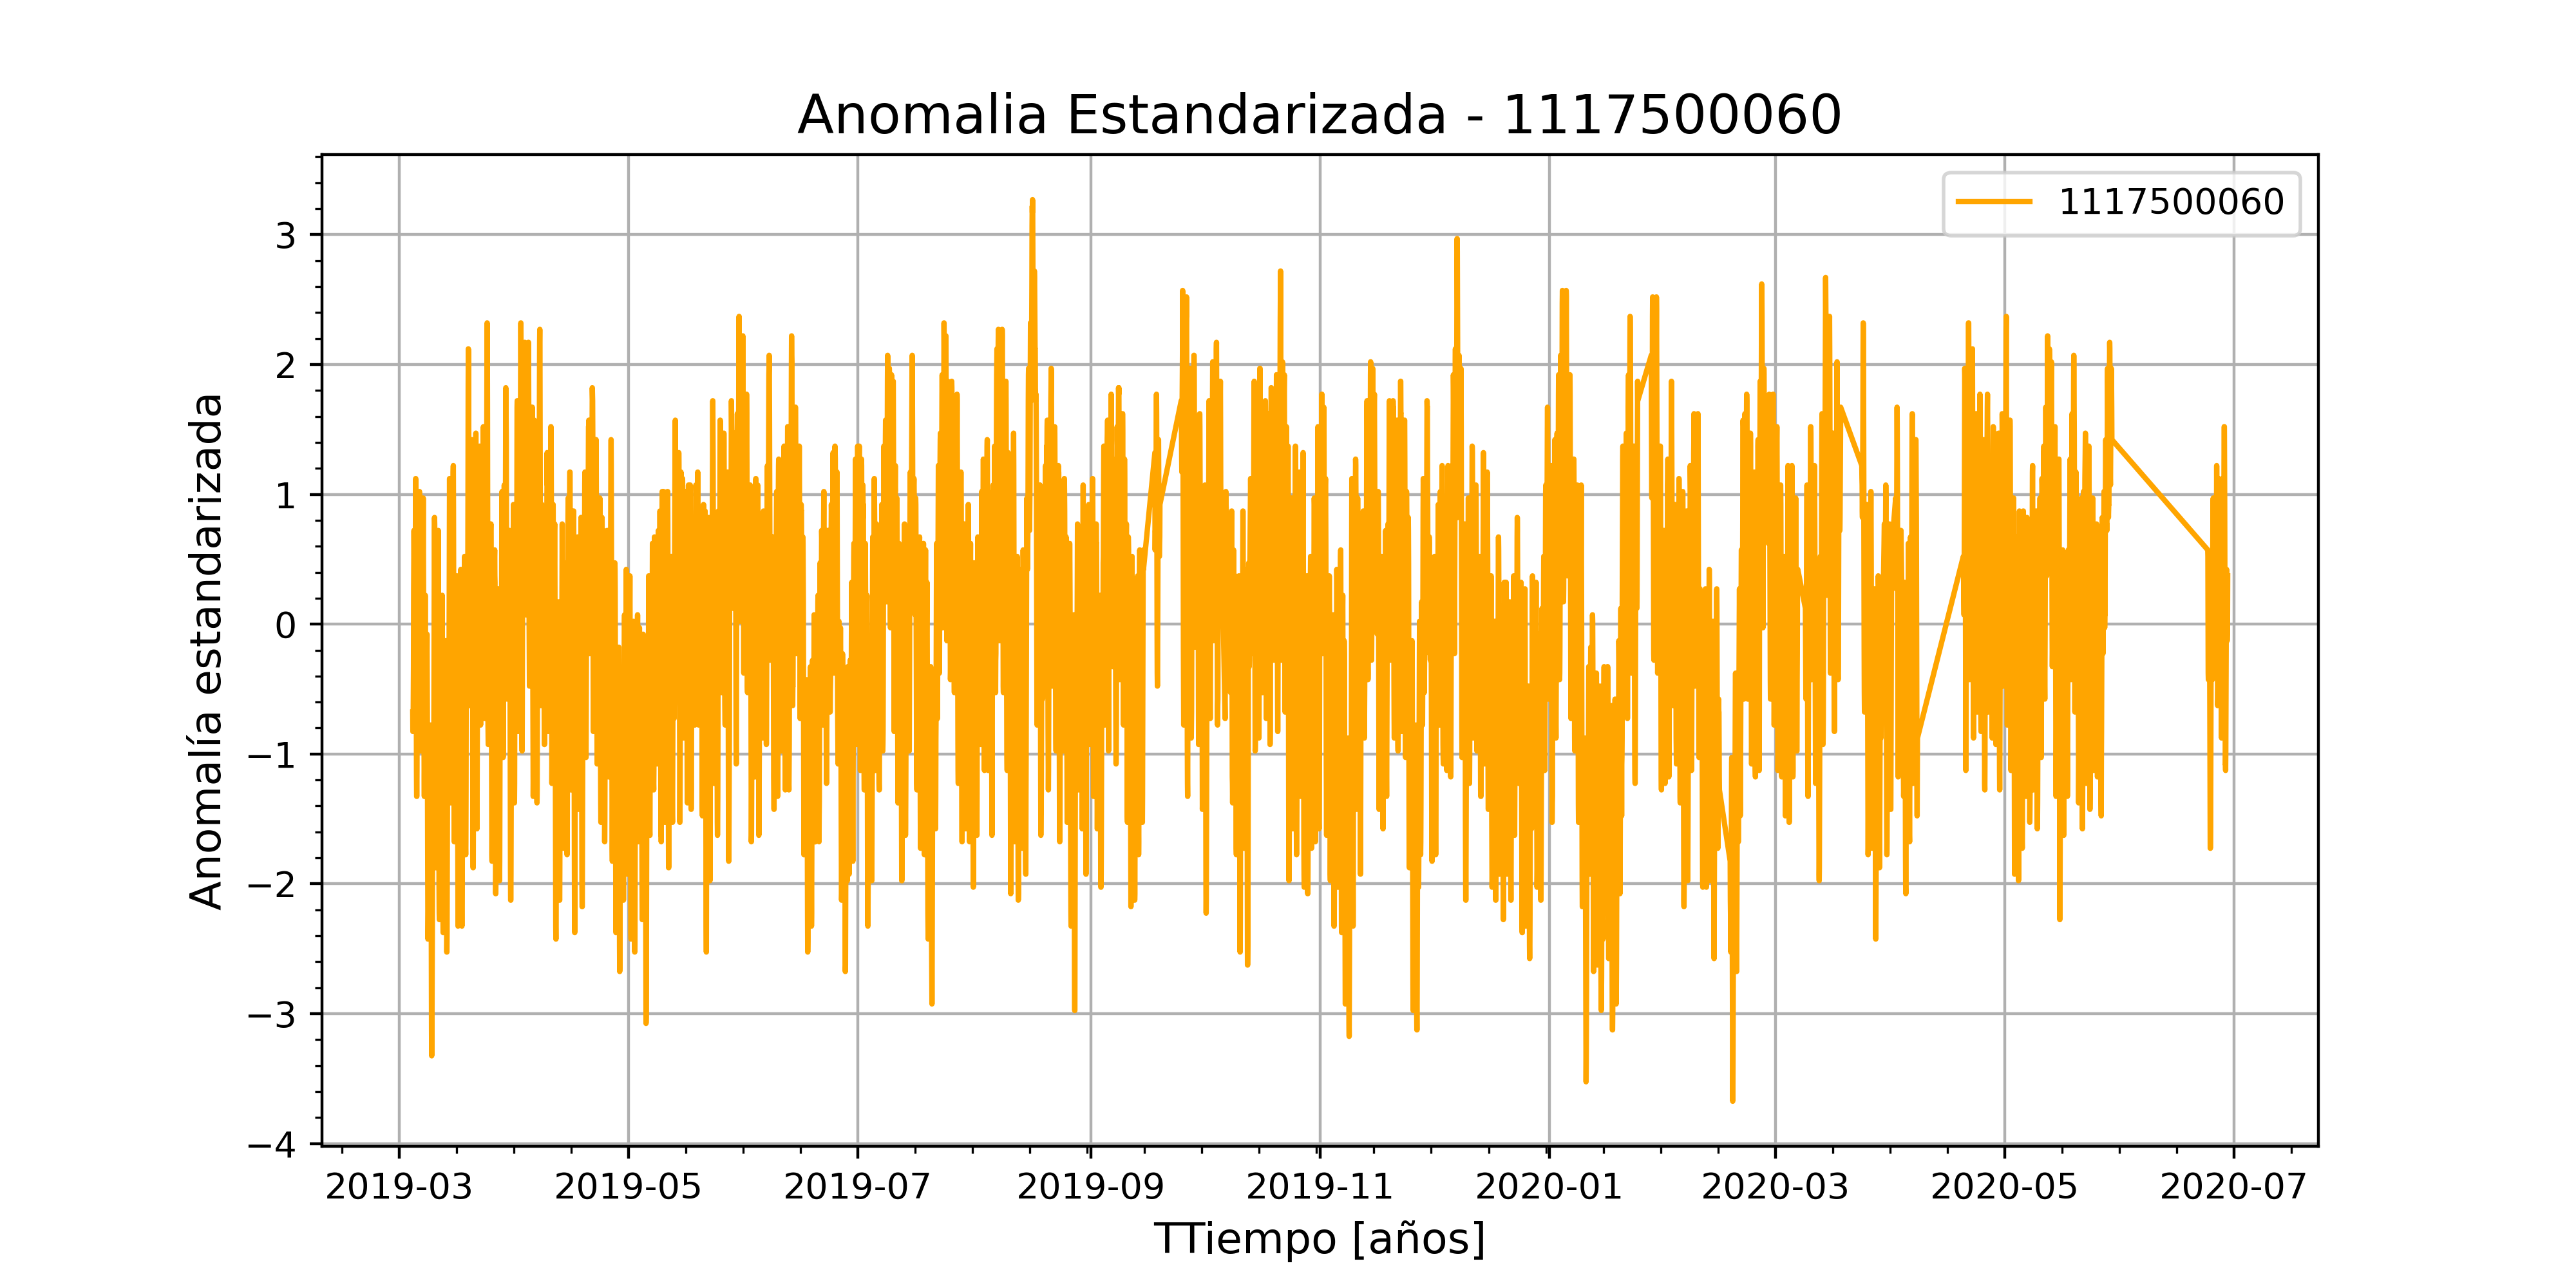 Anomalia Estandarizada - 1117500060
1117500060
Anomalía estandarizada
3
2
1
0
−1
−2
−3
−4
2019-03 2019-05 2019-07 2019-09 2019-11 2020-01 2020-03 2020-05 2020-07
TTiempo [años]